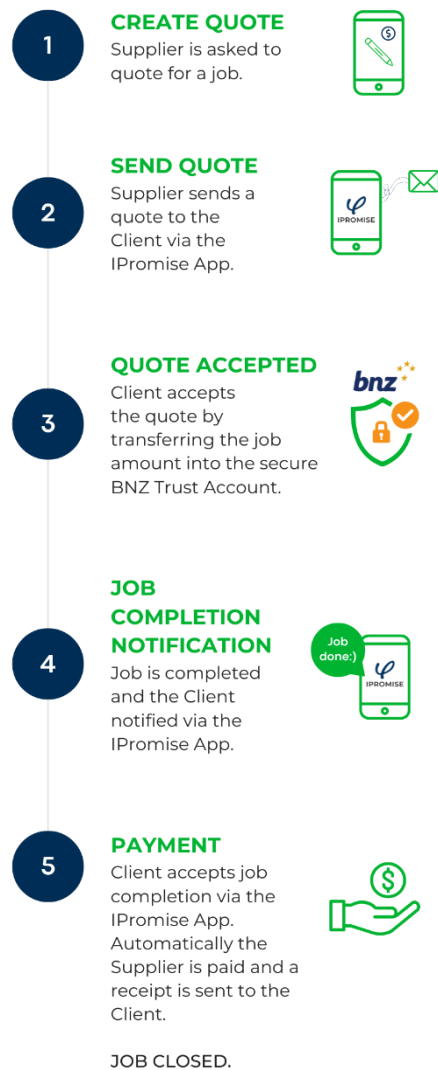 1
CREATE QUOTE
Supplier is asked to
quote for a job.
$
2
SEND QUOTE
Supplier sends a
quote to the
Client via the
IPromise App.
IPROMISE
3
QUOTE ACCEPTED
Client accepts
the quote by
transferring the job
amount into the secure
BNZ Trust Account.
bnz
4
JOB
COMPLETION
NOTIFICATION
Job is completed
and the Client
notified via the
IPromise App.
Job
done:)
IPROMISE
5
PAYMENT
Client accepts job
completion via the
IPromise App.
Automatically the
Supplier is paid and a
receipt is sent to the
Client.
$
JOB CLOSED.